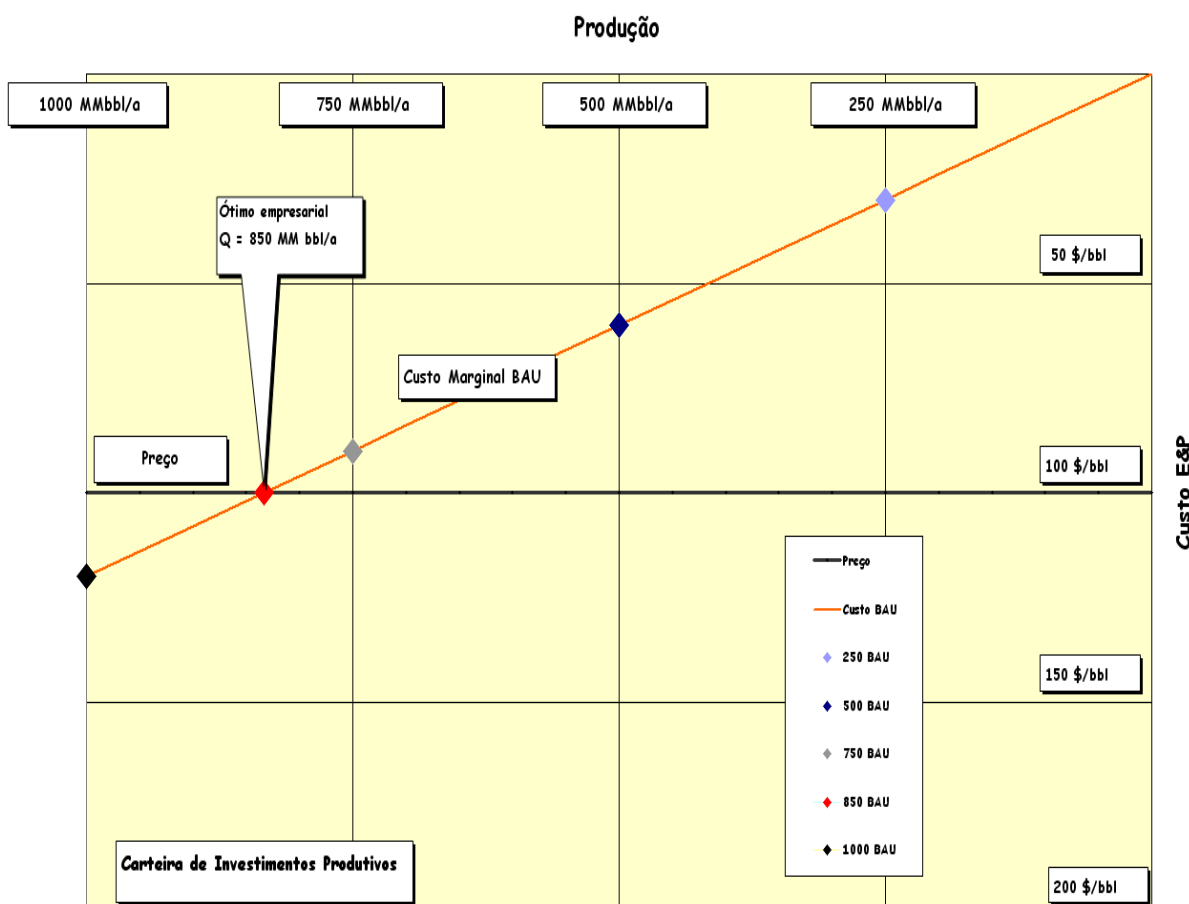 Produção
1000 MMbbl/a
750 MMbbl/a
500 MMbbl/a
250 MMbbl/a
Ótimo empresarial
Q = 850 MM bbl/a
50 $/bbl
Custo Marginal BAU
Preço
100 $/bbl
Custo E&P
Preço
Custo BAU
250 BAU
500 BAU
750 BAU
850 BAU
1000 BAU
150 $/bbl
Carteira de Investimentos Produtivos
200 $/bbl